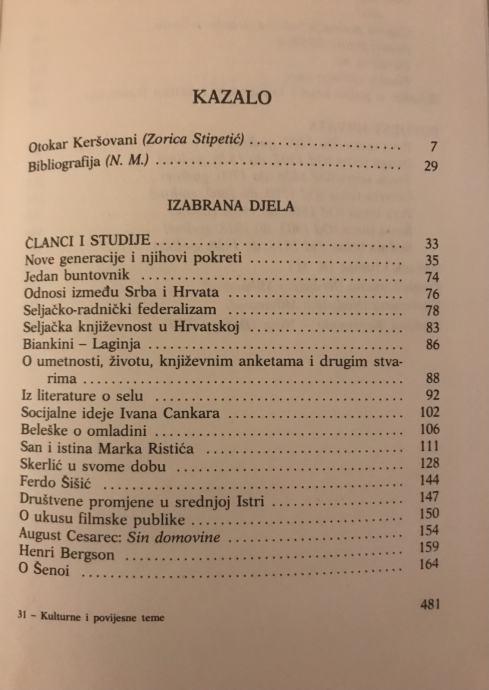 KAZALO
Otokar Keršovani (Zorica Stipetić) . . . . . . . . . . . . . . . . . . . . 7
Bibliografija (N. M.) . . . . . . . . . . . . . . . . . . . . . . . . . . . . . . 29
IZABRANA DJELA
ČLANCI I STUDIJE . . . . . . . . . . . . . . . . . . . . . . . . . . . . . . 33
Nove generacije i njihovi pokreti . . . . . . . . . . . . . . . . . . . . 35
Jedan buntovnik . . . . . . . . . . . . . . . . . . . . . . . . . . . . . . . . 74
Odnosi između Srba i Hrvata . . . . . . . . . . . . . . . . . . . . . . 76
Seljačko-radnički federalizam . . . . . . . . . . . . . . . . . . . . . . 78
Seljačka književnost u Hrvatskoj . . . . . . . . . . . . . . . . . . . . 83
Biankini – Laginja . . . . . . . . . . . . . . . . . . . . . . . . . . . . . . 86
O umetnosti, životu, književnim anketama i drugim stva-
rima . . . . . . . . . . . . . . . . . . . . . . . . . . . . . . . . . . . . . . 88
Iz literature o selu . . . . . . . . . . . . . . . . . . . . . . . . . . . . . . 92
Socijalne ideje Ivana Cankara . . . . . . . . . . . . . . . . . . . . . . 102
Beleške o omladini . . . . . . . . . . . . . . . . . . . . . . . . . . . . . . 106
San i istina Marka Ristića . . . . . . . . . . . . . . . . . . . . . . . . . 111
Skerlić u svome dobu . . . . . . . . . . . . . . . . . . . . . . . . . . . . 128
Ferdo Šišić . . . . . . . . . . . . . . . . . . . . . . . . . . . . . . . . . . . . 144
Društvene promjene u srednjoj Istri . . . . . . . . . . . . . . . . . 147
O ukusu filmske publike . . . . . . . . . . . . . . . . . . . . . . . . . . 150
August Cesarec: Sin domovine . . . . . . . . . . . . . . . . . . . . . . 154
Henri Bergson . . . . . . . . . . . . . . . . . . . . . . . . . . . . . . . . . . 159
O Šenoi . . . . . . . . . . . . . . . . . . . . . . . . . . . . . . . . . . . . . . 164
31 – Kulturne i povijesne teme 481